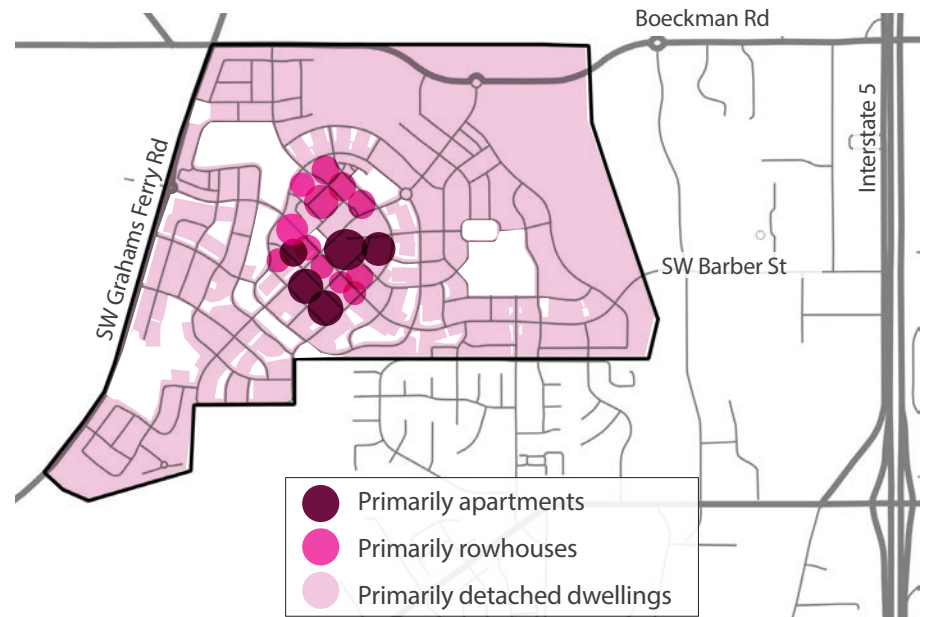 Boeckman Rd
Interstate 5
SW Grahams Ferry Rd
SW Barber St
Primarily apartments
Primarily rowhouses
Primarily detached dwellings